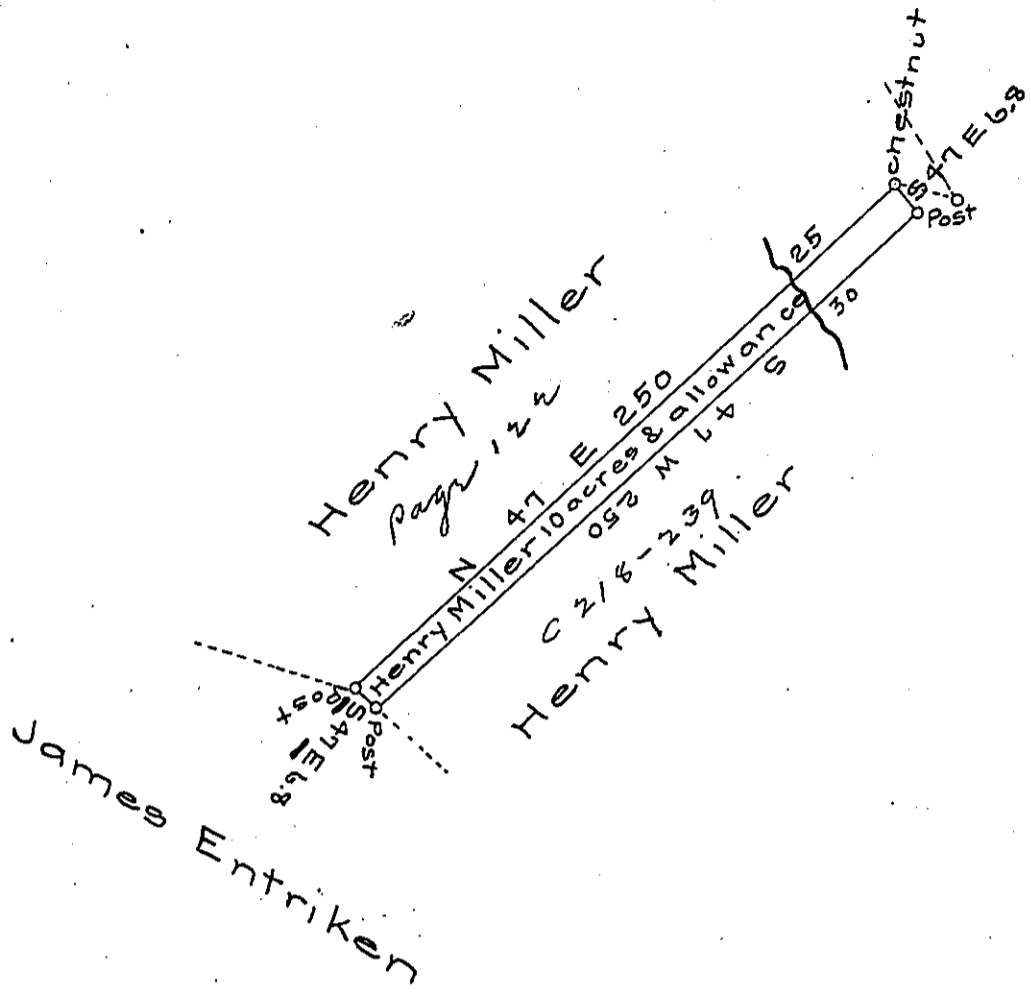 Chestnut
S 47 E 6.8
Post
25
30
Henry Miller
page 122
N 47 E 250
Henry Miller 10 acres & allowance
S 47 W 250
C 218-239
Henry Miller
Post
S 47 E 6.8
Post
James Entriken